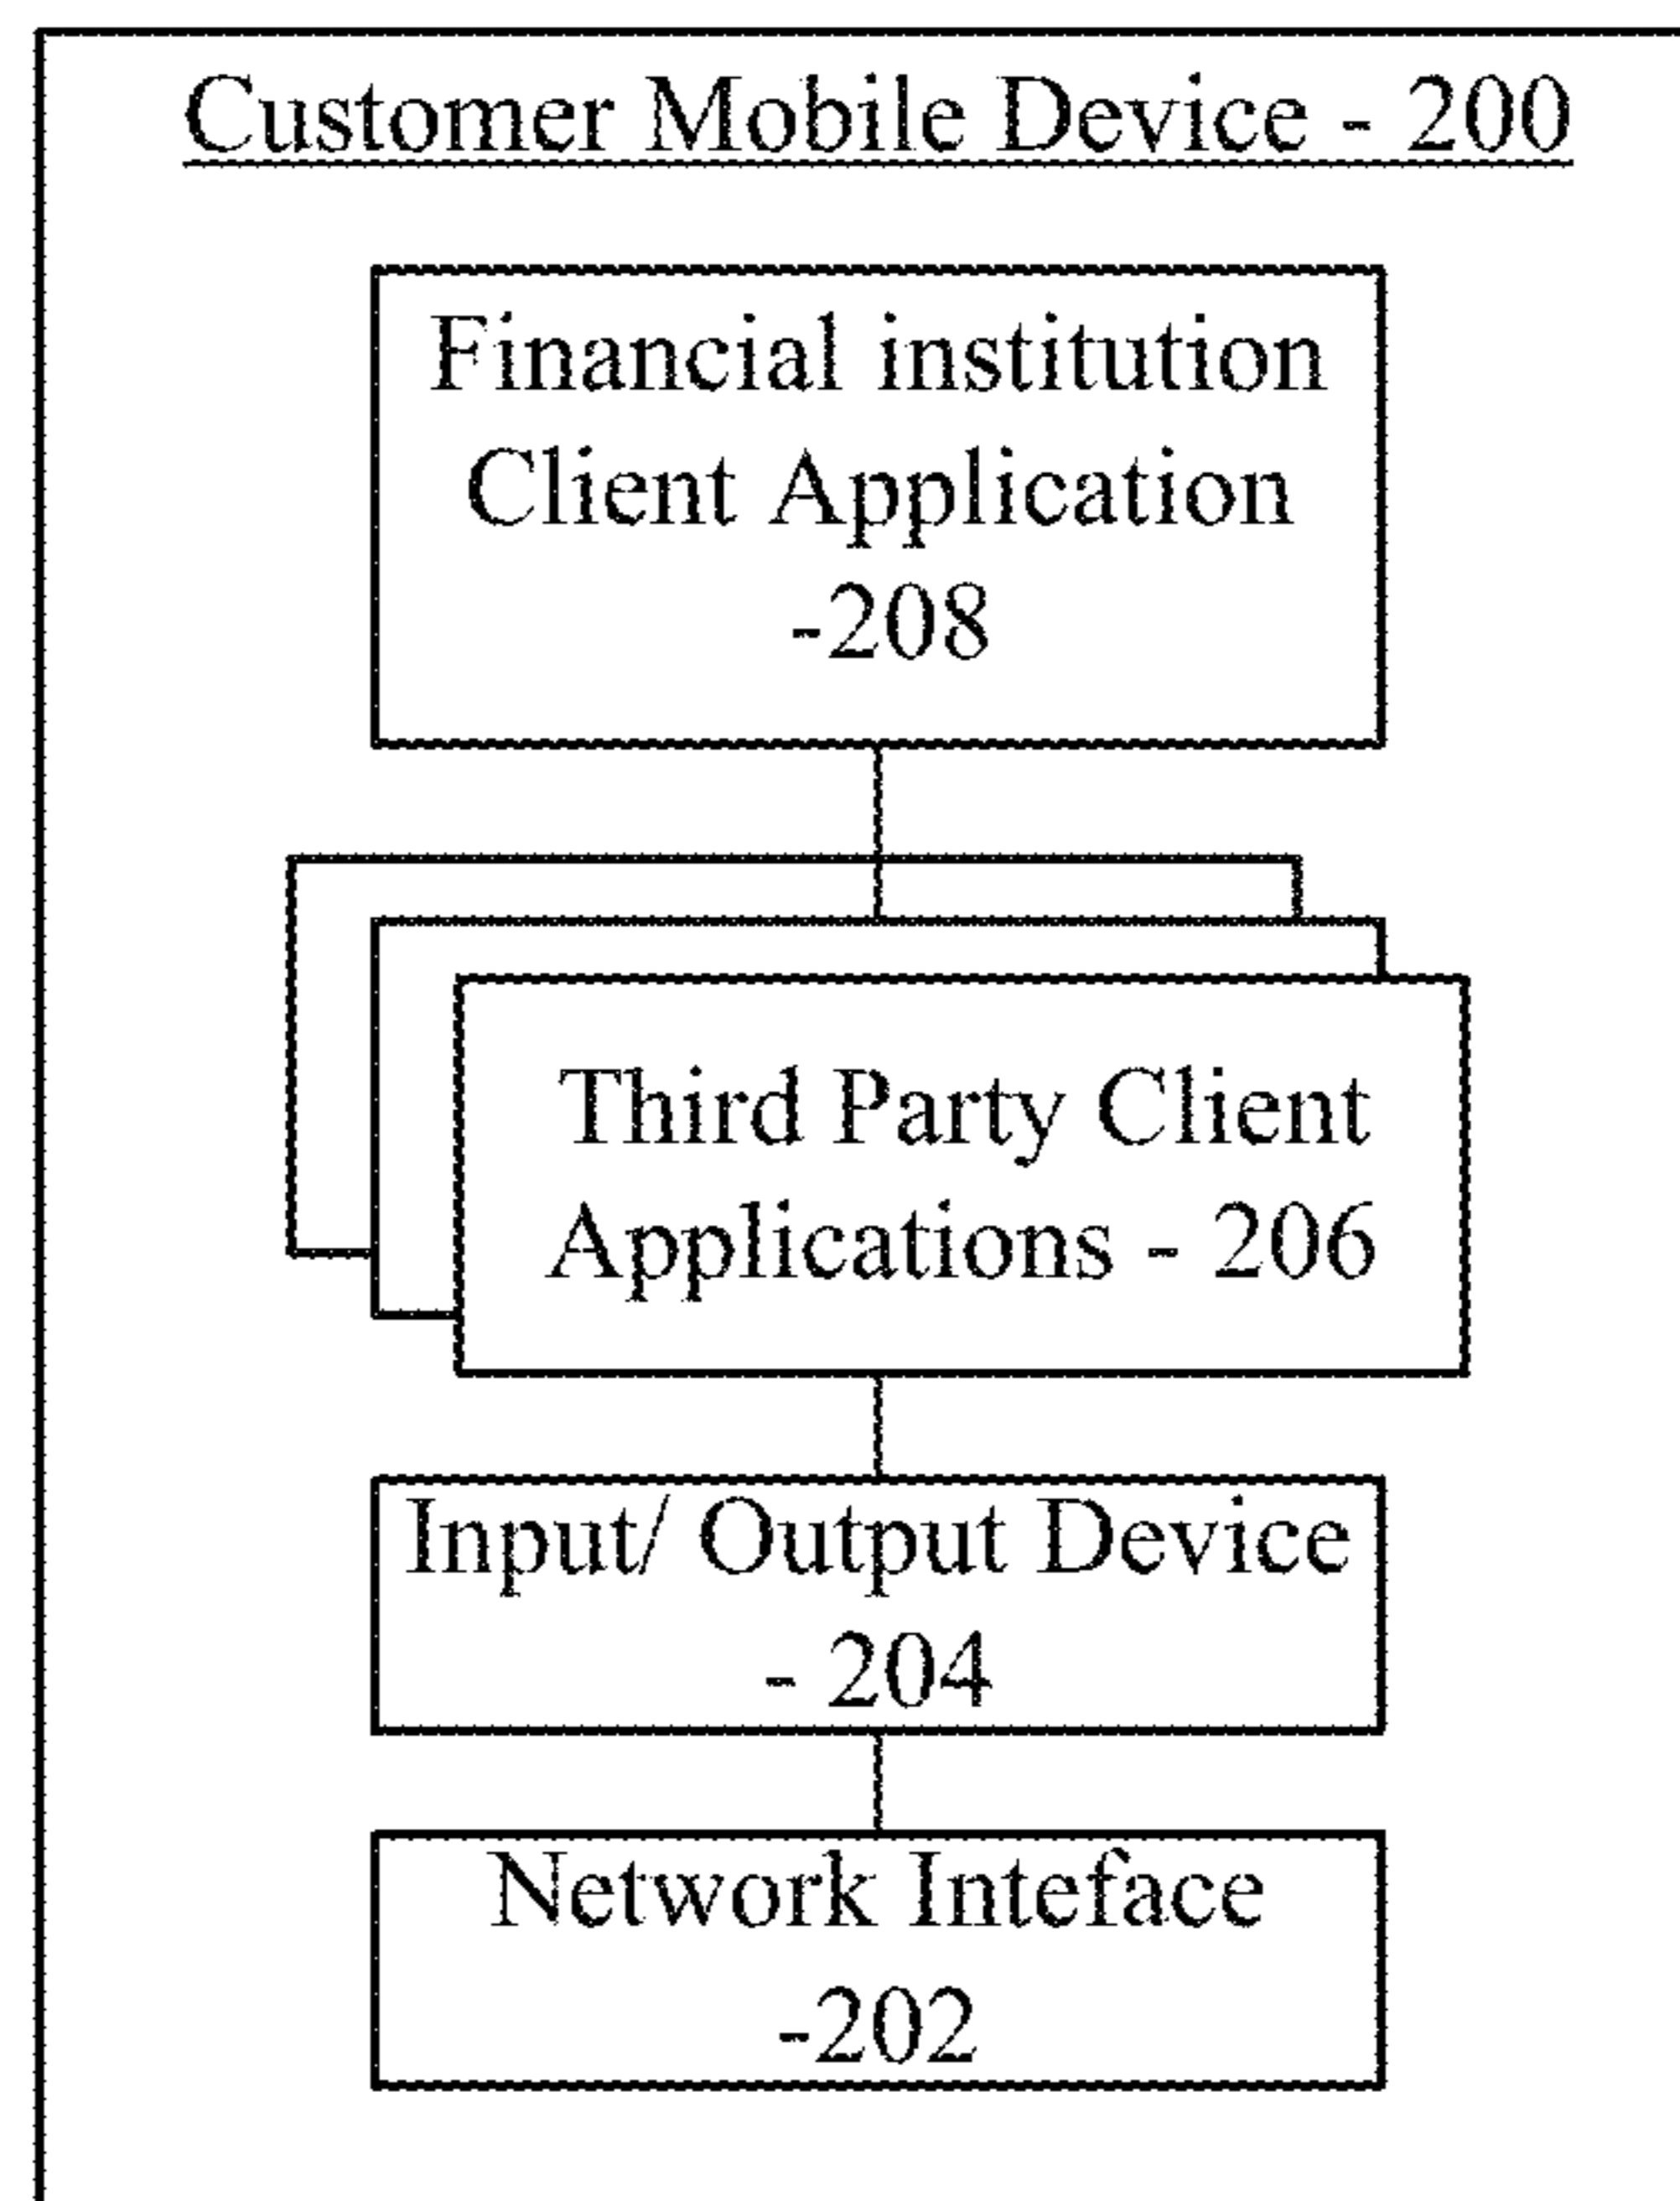 Customer Mobile Device - 200
Financial institution
Client Application
-208
Third Party Client
Applications - 206
Input/ Output Device
- 204
Network Inteface
-202